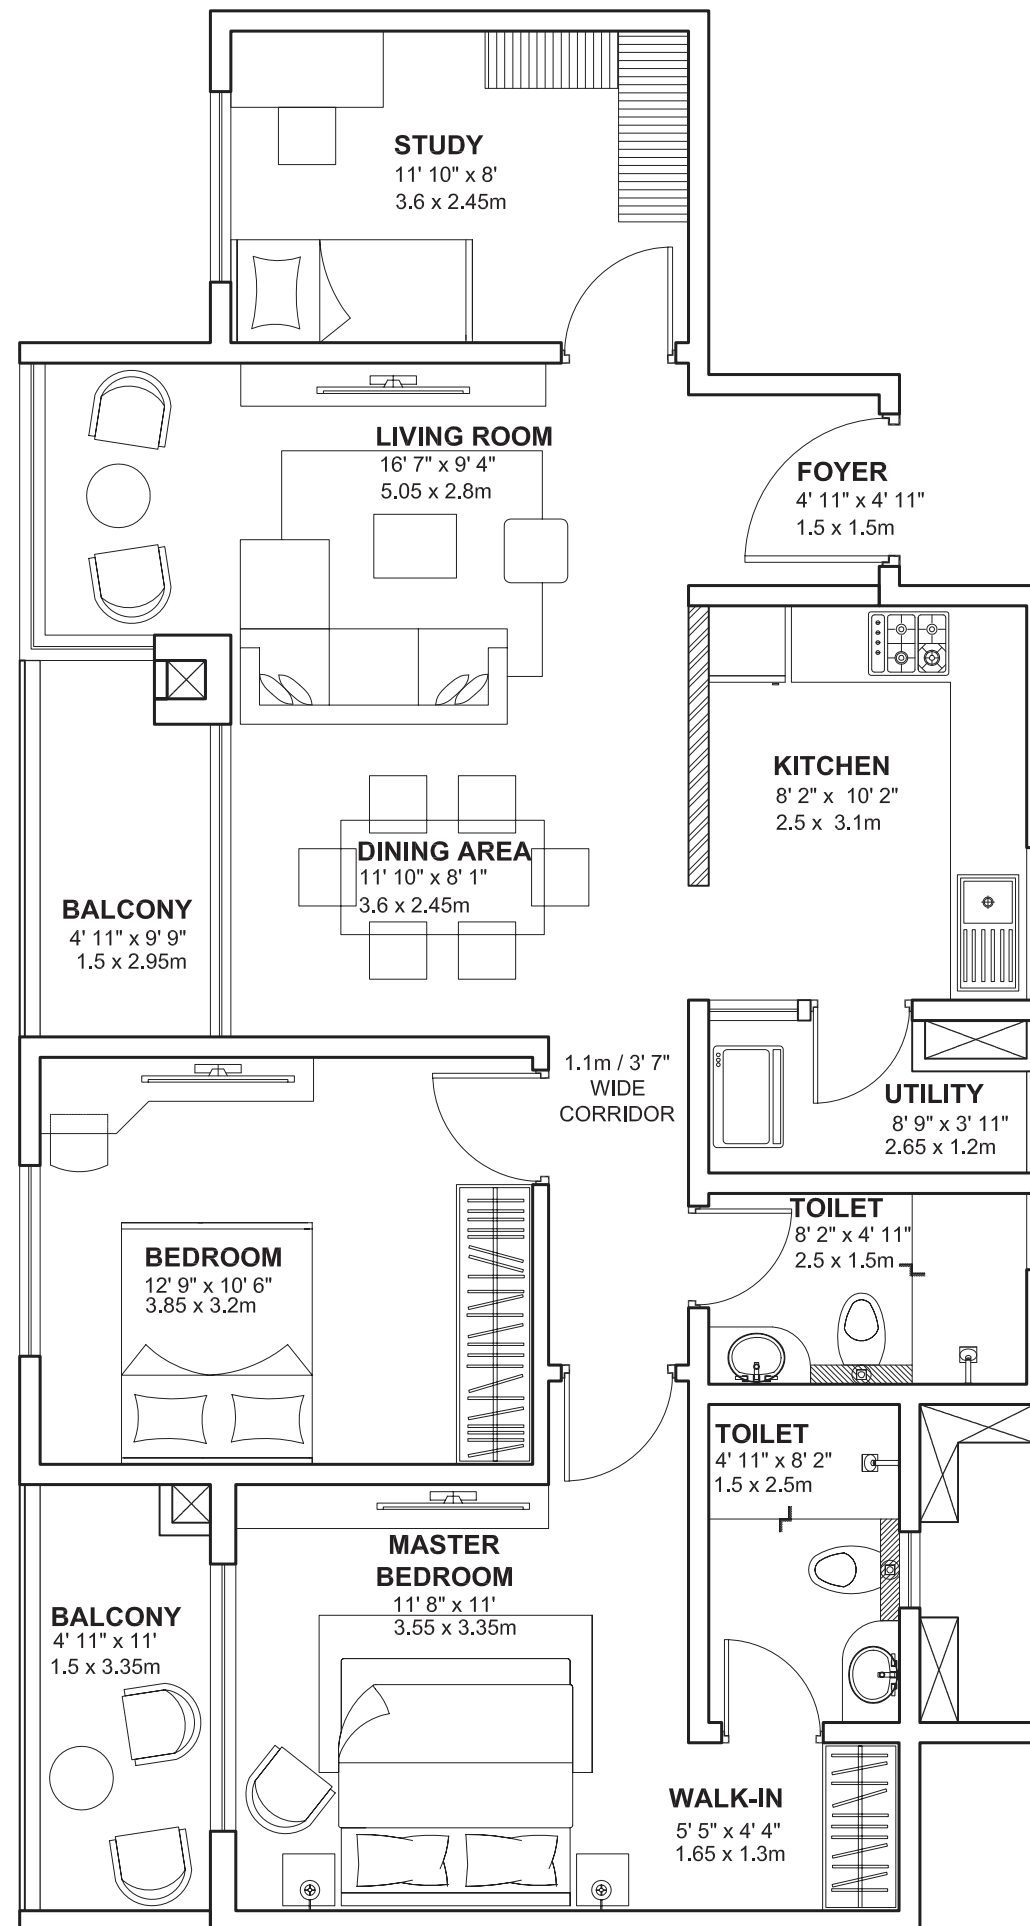 STUDY
11' 10" x 8'
3.6 x 2.45m
LIVING ROOM
16' 7" x 9' 4"
5.05 x 2.8m
FOYER
4' 11" x 4' 11"
1.5 x 1.5m
KITCHEN
8' 2" x 10' 2"
2.5 x 3.1m
DINING AREA
11' 10" x 8' 1"
3.6 x 2.45m
BALCONY
4' 11" x 9' 9"
1.5 x 2.95m
1.1m / 3' 7"
WIDE
CORRIDOR
UTILITY
8' 9" x 3' 11"
2.65 x 1.2m
TOILET
8' 2" x 4' 11"
2.5 x 1.5m
BEDROOM
12' 9" x 10' 6"
3.85 x 3.2m
TOILET
4' 11" x 8' 2"
1.5 x 2.5m
MASTER
BEDROOM
11' 8" x 11'
3.55 x 3.35m
BALCONY
4' 11" x 11'
1.5 x 3.35m
WALK-IN
5' 5" x 4' 4"
1.65 x 1.3m